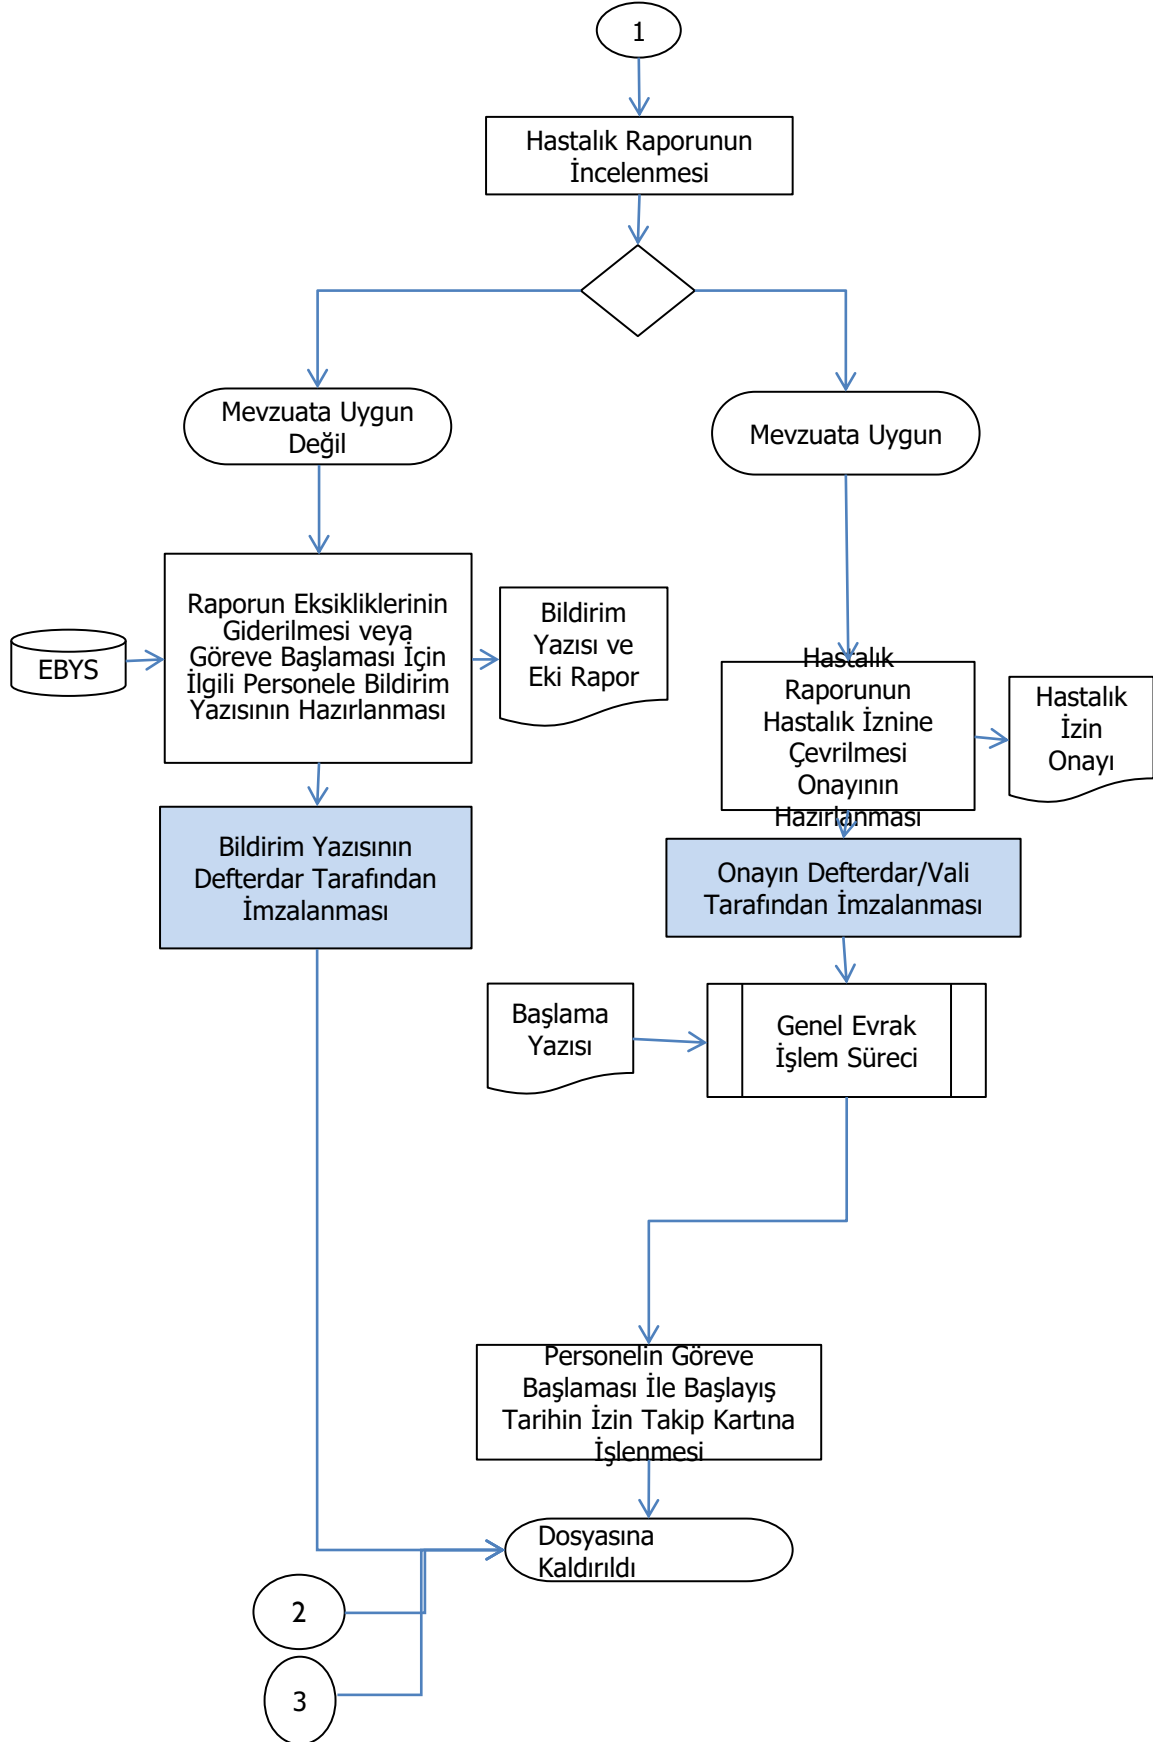 1
Hastalık Raporunun
İncelenmesi
Mevzuata Uygun
Değil
Mevzuata Uygun
EBYS
Raporun Eksikliklerinin
Giderilmesi veya
Göreve Başlaması İçin
İlgili Personele Bildirim
Yazısının Hazırlanması
Bildirim
Yazısı ve
Eki Rapor
Hastalık
Raporunun
Hastalık İznine
Çevrilmesi
Onayının
Hazırlanması
Hastalık
İzin
Onayı
Bildirim Yazısının
Defterdar Tarafından
İmzalanması
Onayın Defterdar/Vali
Tarafından İmzalanması
Başlama
Yazısı
Genel Evrak
İşlem Süreci
Personelin Göreve
Başlaması İle Başlayış
Tarihin İzin Takip Kartına
İşlenmesi
Dosyasına
Kaldırıldı
2
3